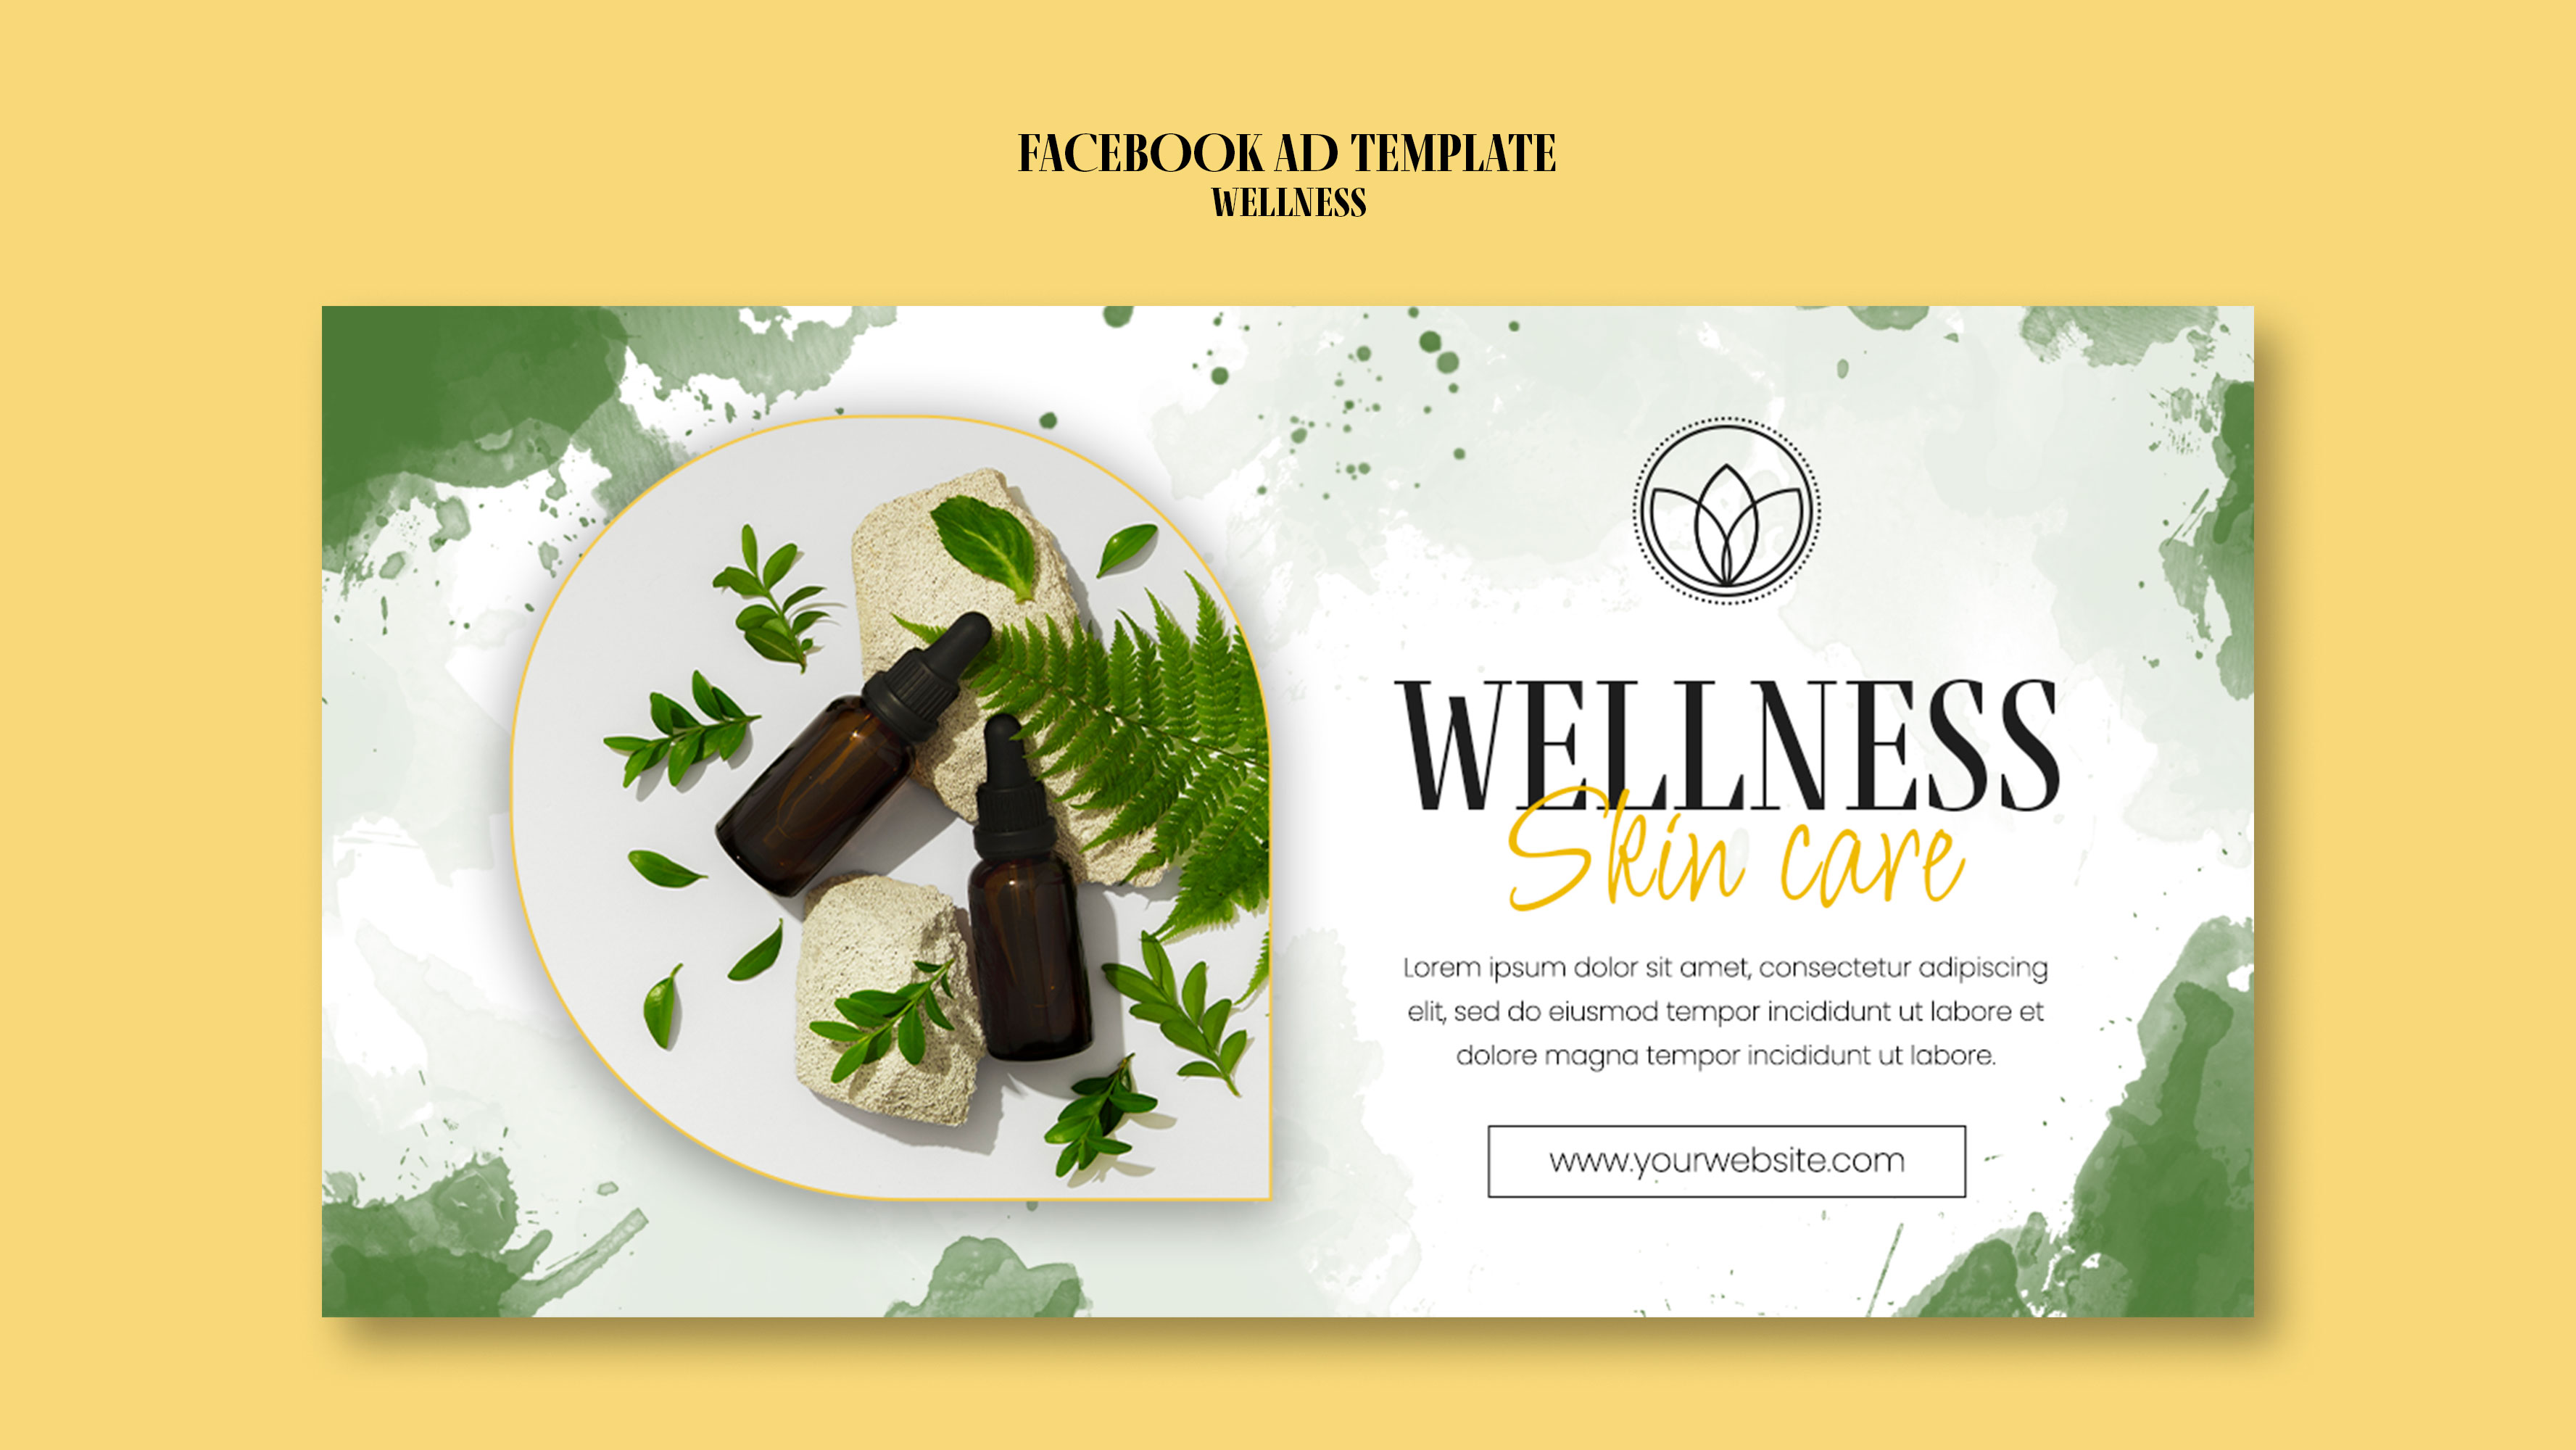 FACEBOOK AD TEMPLATE
WELLNESS
WELLNESS
Skin care
Lorem ipsum dolor sit amet, consectetur adipiscing
elit, sed do eiusmod tempor incididunt ut labore et
dolore magna tempor incididunt ut labore.
www.yourwebsite.com